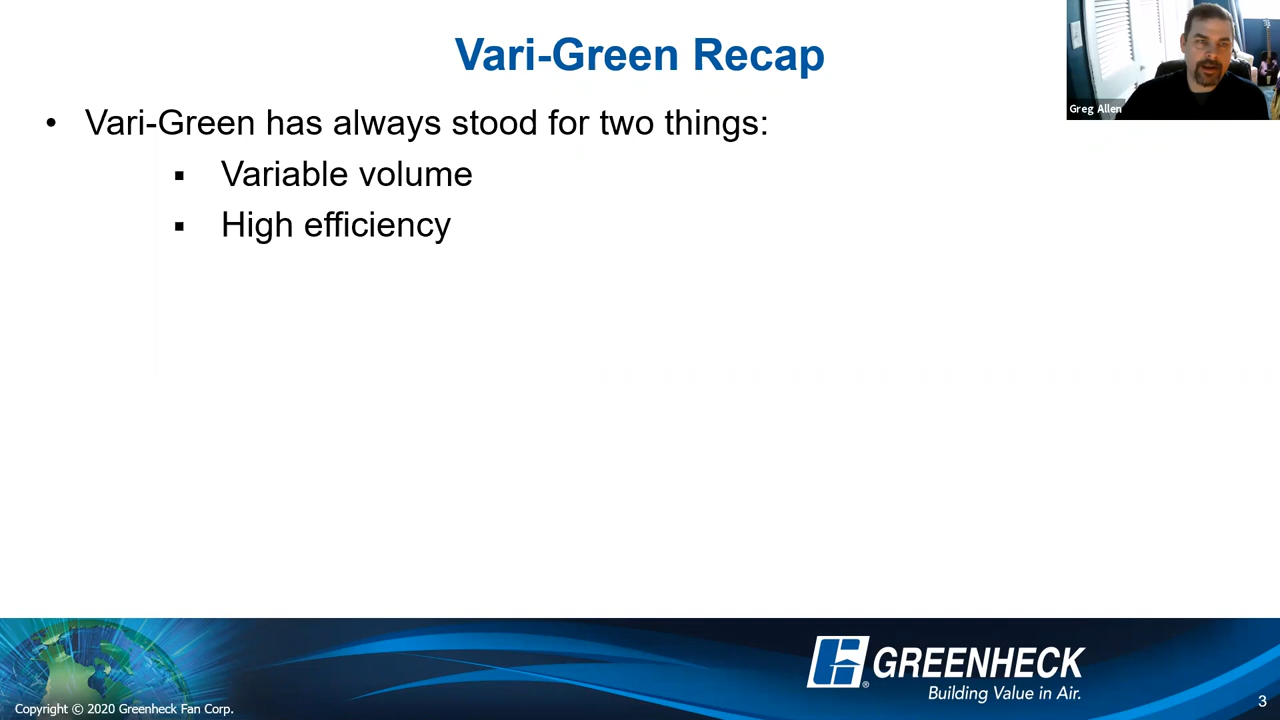 Vari-Green Recap
Greg Allen
• Vari-Green has always stood for two things:
▪ Variable volume
▪ High efficiency
GREENHECK
®
Building Value in Air.
Copyright © 2020 Greenheck Fan Corp.
3